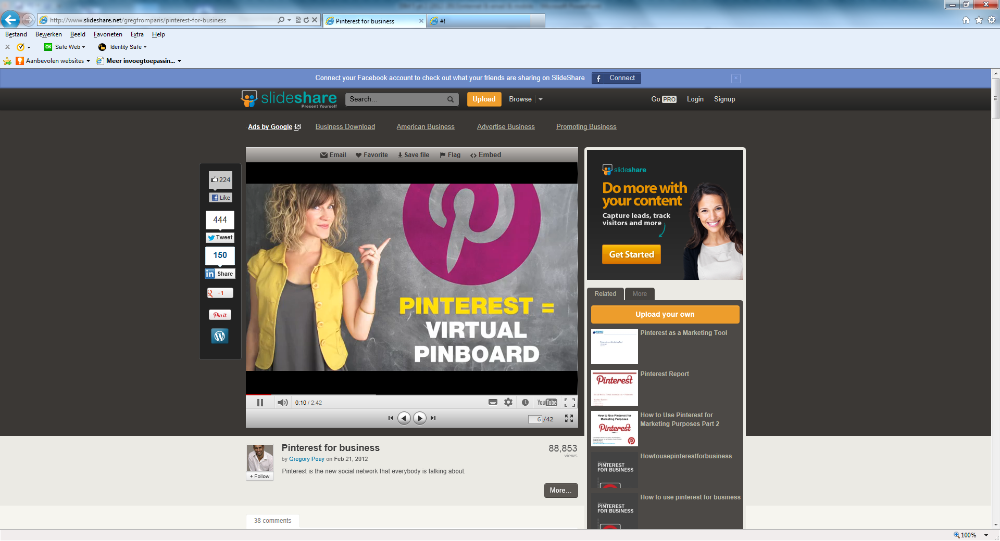 http://www.slideshare.net/gregfromparis/pinterest-for-business
Pinterest for business
#!
Bestand Bewerken Beeld Favorieten Extra Help
Safe Web
Identity Safe
Aanbevolen websites
Meer invoegtoepassin...
Connect your Facebook account to check out what your friends are sharing on SlideShare
Connect
slideshare
Present Yourself
Search...
Upload
Browse
Go PRO
Login
Signup
Ads by Google
Business Download
American Business
Advertise Business
Promoting Business
Email
Favorite
Save file
Flag
Embed
224
Like
444
Tweet
150
in Share
+1
Pin it
PINTEREST =
VIRTUAL
PINBOARD
0:10 / 2:42
YouTube
6 /42
slideshare
Do more with
your content
Capture leads, track
visitors and more
Get Started
Related
More
Upload your own
Pinterest as a Marketing Tool
Pinterest
Pinterest Report
How to Use Pinterest for
Marketing Purposes
Pinterest
How to Use Pinterest for
Marketing Purposes Part 2
PINTEREST
FOR BUSINESS
Howtousepinterestforbusiness
PINTEREST
FOR BUSINESS
How to use pinterest for business
Pinterest for business
by Gregory Pouy on Feb 21, 2012
88,853
views
+ Follow
Pinterest is the new social network that everybody is talking about.
More...
38 comments
100%